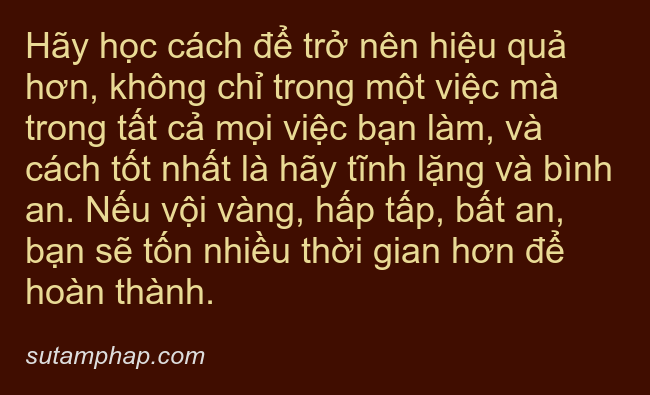 Hãy học cách để trở nên hiệu quả
hơn, không chỉ trong một việc mà
trong tất cả mọi việc bạn làm, và
cách tốt nhất là hãy tĩnh lặng và bình
an. Nếu vội vàng, hấp tấp, bất an,
bạn sẽ tốn nhiều thời gian hơn để
hoàn thành.
sutamphap.com